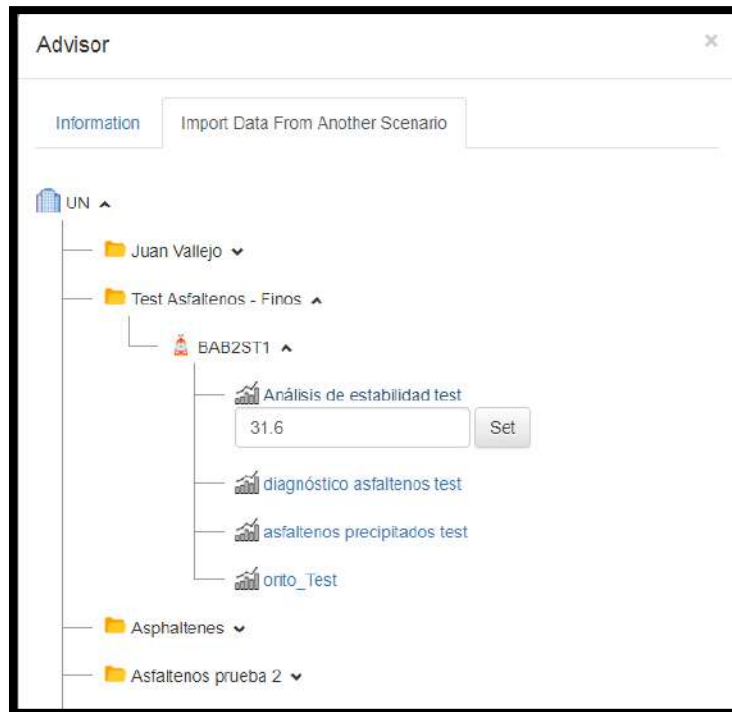 Advisor
×
Information
Import Data From Another Scenario
UN
Juan Vallejo
Test Asfaltenos - Finos
BAB2ST1
Análisis de estabilidad test
31.6
Set
diagnóstico asfaltenos test
asfaltenos precipitados test
orito_Test
Asphaltenes
Asfaltenos prueba 2